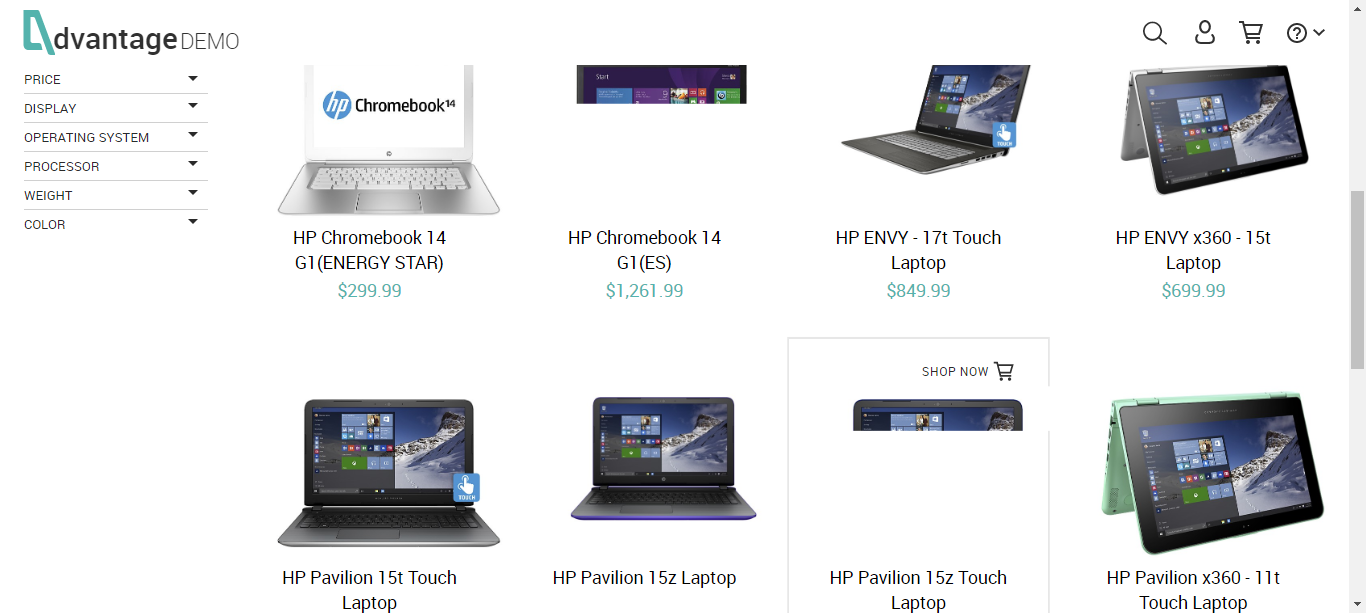 dvantage DEMO
PRICE
DISPLAY
OPERATING SYSTEM
PROCESSOR
WEIGHT
COLOR
hp Chromebook 14
Start
TOUCH
HP Chromebook 14
G1(ENERGY STAR)
$299.99
HP Chromebook 14
G1(ES)
$1,261.99
HP ENVY - 17t Touch
Laptop
$849.99
HP ENVY x360 - 15t
Laptop
$699.99
SHOP NOW
TOUCH
HP Pavilion 15t Touch
Laptop
HP Pavilion 15z Laptop
HP Pavilion 15z Touch
Laptop
HP Pavilion x360 - 11t
Touch Laptop